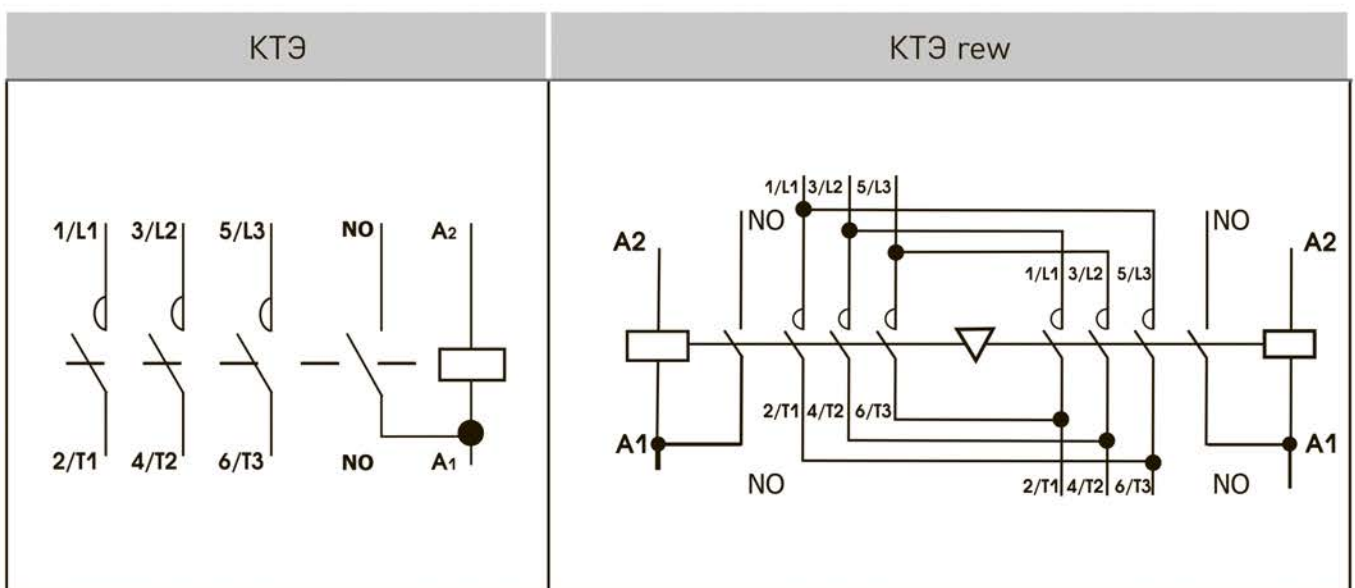 КТЭ
КТЭ rew
1/L1 3/L2 5/L3 NO A2
2/T1 4/T2 6/T3 NO A1
1/L1 3/L2 5/L3
NO NO
A2 A2
1/L1 3/L2 5/L3
2/T1 4/T2 6/T3
A1 A1
NO 2/T1 4/T2 6/T3 NO